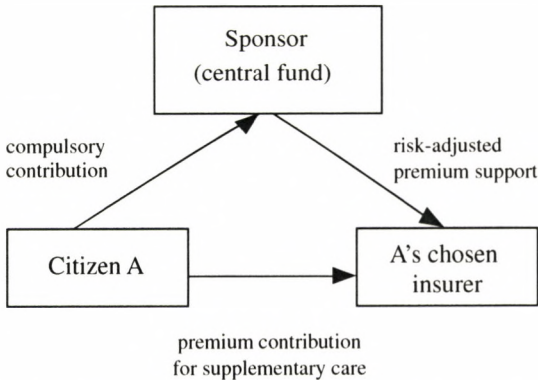 Sponsor
(central fund)
compulsory
contribution
risk-adjusted
premium support
Citizen A
A's chosen
insurer
premium contribution
for supplementary care